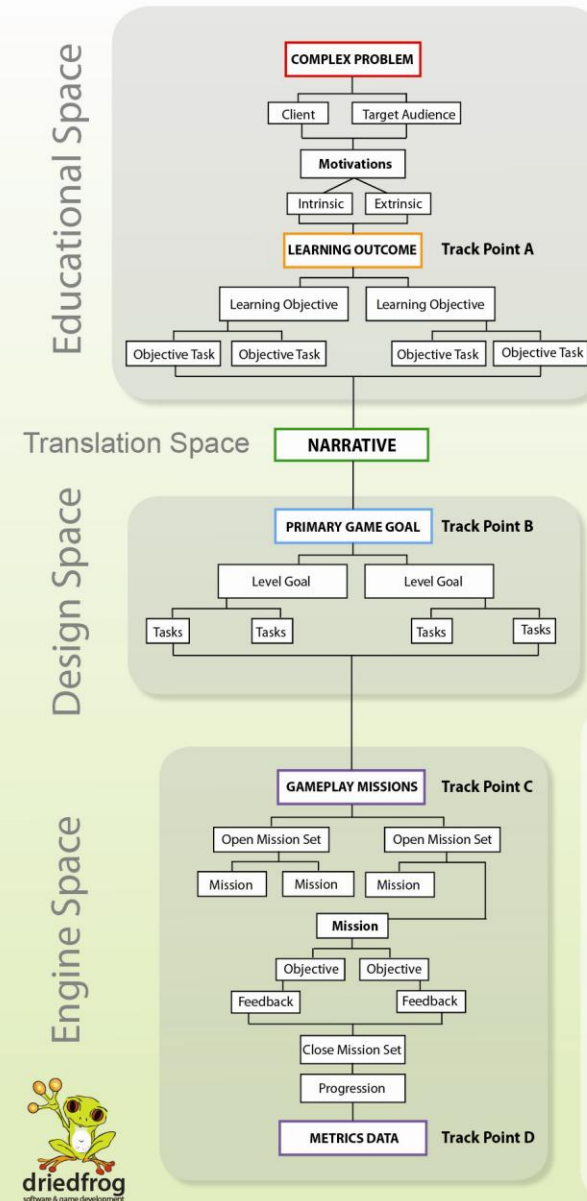 Educational Space
COMPLEX PROBLEM
Client
Target Audience
Motivations
Intrinsic
Extrinsic
LEARNING OUTCOME
Track Point A
Learning Objective
Learning Objective
Objective Task
Objective Task
Objective Task
Objective Task
Translation Space
NARRATIVE
Design Space
PRIMARY GAME GOAL
Track Point B
Level Goal
Level Goal
Tasks
Tasks
Tasks
Tasks
Engine Space
GAMEPLAY MISSIONS
Track Point C
Open Mission Set
Open Mission Set
Mission
Mission
Mission
Mission
Objective
Objective
Feedback
Feedback
Close Mission Set
Progression
METRICS DATA
Track Point D
driedfrog
software & game development